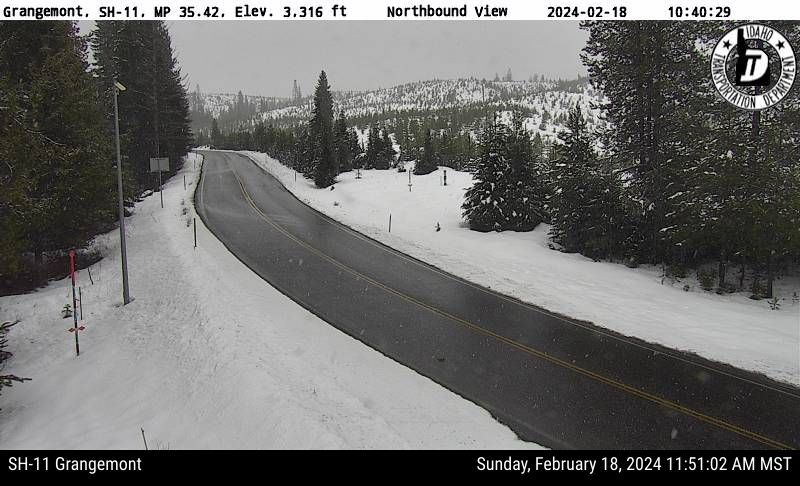 Grangemont, SH-11, MP 35.42, Elev. 3,316 ft Northbound View 2024-02-18 10:40:29
IDAHO
TRANSPORTATION DEPARTMENT
SH-11 Grangemont Sunday, February 18, 2024 11:51:02 AM MST